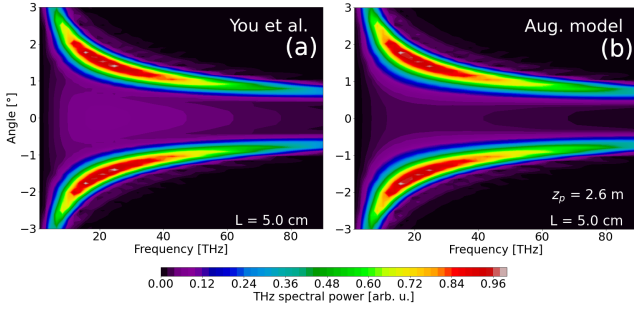 You et al.
(a)
Aug. model
(b)
3
2
1
0
−1
−2
−3
Angle [°]
3
2
1
0
−1
−2
−3
L = 5.0 cm
z_p = 2.6 m
L = 5.0 cm
20 40 60 80
Frequency [THz]
20 40 60 80
Frequency [THz]
0.00 0.12 0.24 0.36 0.48 0.60 0.72 0.84 0.96
THz spectral power [arb. u.]